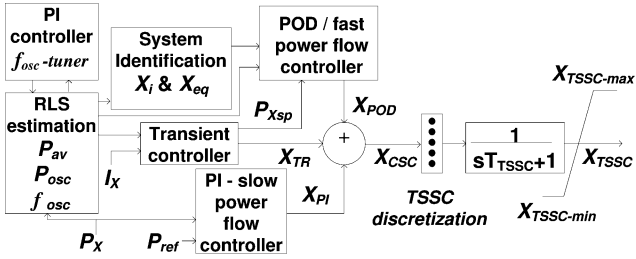 PI
controller
fosc -tuner
System
Identification
Xi & Xeq
POD / fast
power flow
controller
RLS
estimation
Pav
Posc
f osc
Transient
controller
PXsp
IX
XTR
XPOD
+
XCSC
TSSC
discretization
1
sTTSSC+1
XTSSC-max
XTSSC
XTSSC-min
PI - slow
power
flow
controller
XPI
PX
Pref